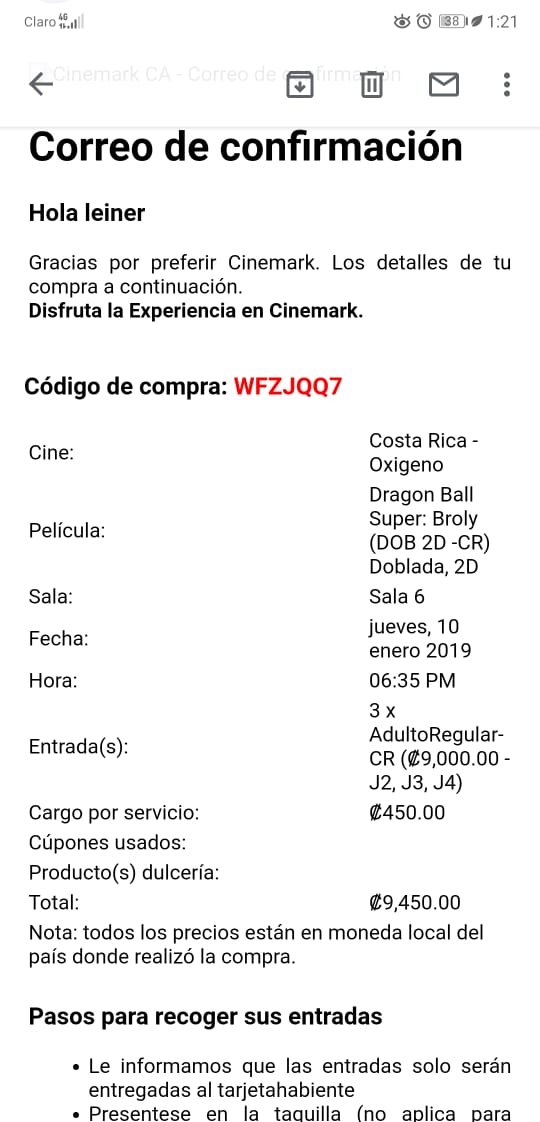 Claro 4G 38 1:21
Cinemark CA - Correo de confirmación
Correo de confirmación
Hola leiner
Gracias por preferir Cinemark. Los detalles de tu
compra a continuación.
Disfruta la Experiencia en Cinemark.
Código de compra: WFZJQQ7
Cine: Costa Rica -
Oxigeno
Película: Dragon Ball
Super: Broly
(DOB 2D -CR)
Doblada, 2D
Sala: Sala 6
Fecha: jueves, 10
enero 2019
Hora: 06:35 PM
Entrada(s): 3 x
AdultoRegular-
CR (₡9,000.00 -
J2, J3, J4)
Cargo por servicio: ₡450.00
Cúpones usados:
Producto(s) dulcería:
Total: ₡9,450.00
Nota: todos los precios están en moneda local del
país donde realizó la compra.
Pasos para recoger sus entradas
• Le informamos que las entradas solo serán
entregadas al tarjetahabiente
• Presentese en la taquilla (no aplica para